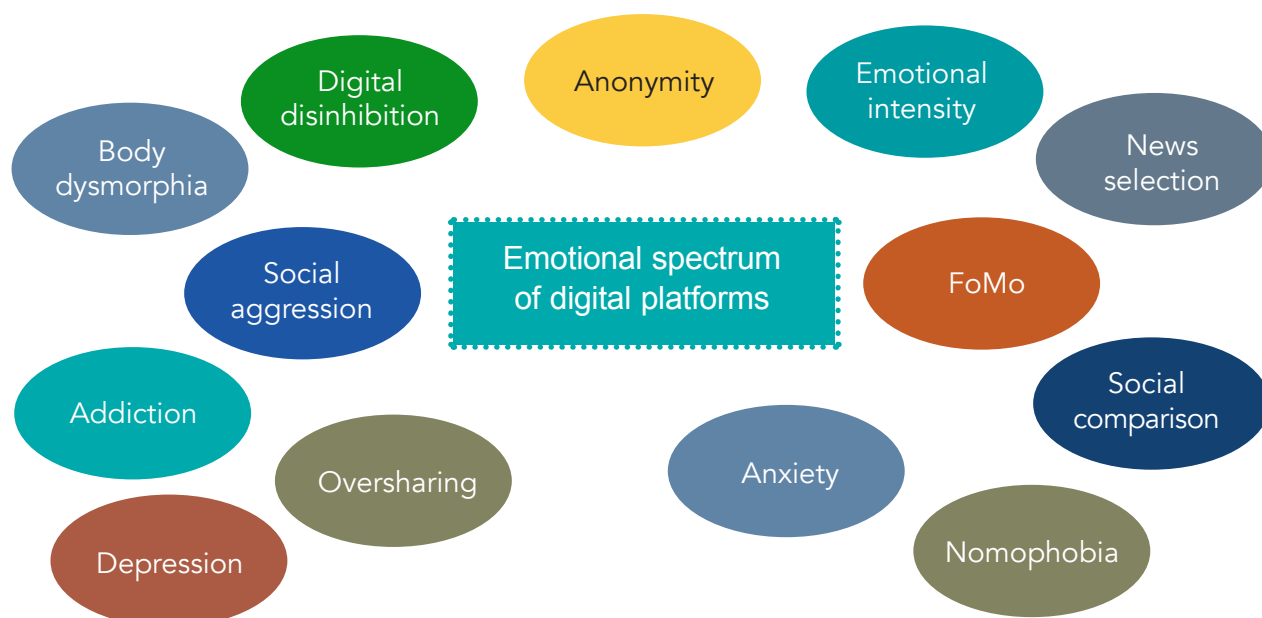 Digital
disinhibition
Anonymity
Emotional
intensity
Body
dysmorphia
News
selection
Social
aggression
Emotional spectrum
of digital platforms
FoMo
Addiction
Social
comparison
Oversharing
Anxiety
Depression
Nomophobia